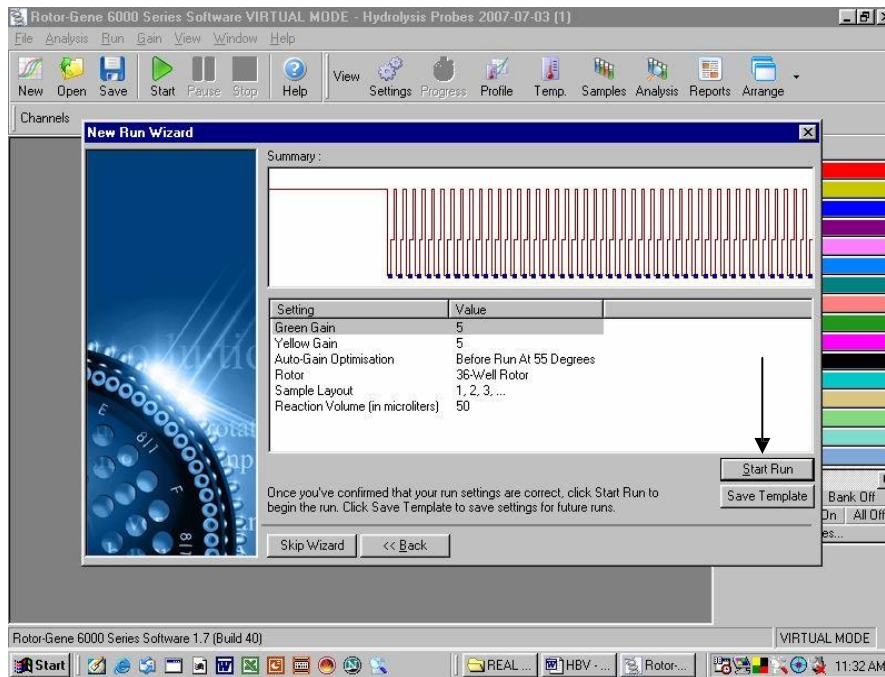 Rotor-Gene 6000 Series Software VIRTUAL MODE - Hydrolysis Probes 2007-07-03 (1)
File Analysis Run Gain View Window Help
New Open Save Start Pause Stop Help View Settings Progress Profile Temp. Samples Analysis Reports Arrange
Channels
New Run Wizard
Summary :
Setting Value
Green Gain 5
Yellow Gain 5
Auto-Gain Optimisation Before Run At 55 Degrees
Rotor 36-Well Rotor
Sample Layout 1, 2, 3, ...
Reaction Volume (in microliters) 50
Start Run
Once you've confirmed that your run settings are correct, click Start Run to
begin the run. Click Save Template to save settings for future runs.
Save Template
Bank Off
On All Off
es...
Skip Wizard << Back
Rotor-Gene 6000 Series Software 1.7 (Build 40) VIRTUAL MODE
Start REAL ... HBV - ... Rotor-... 11:32 AM